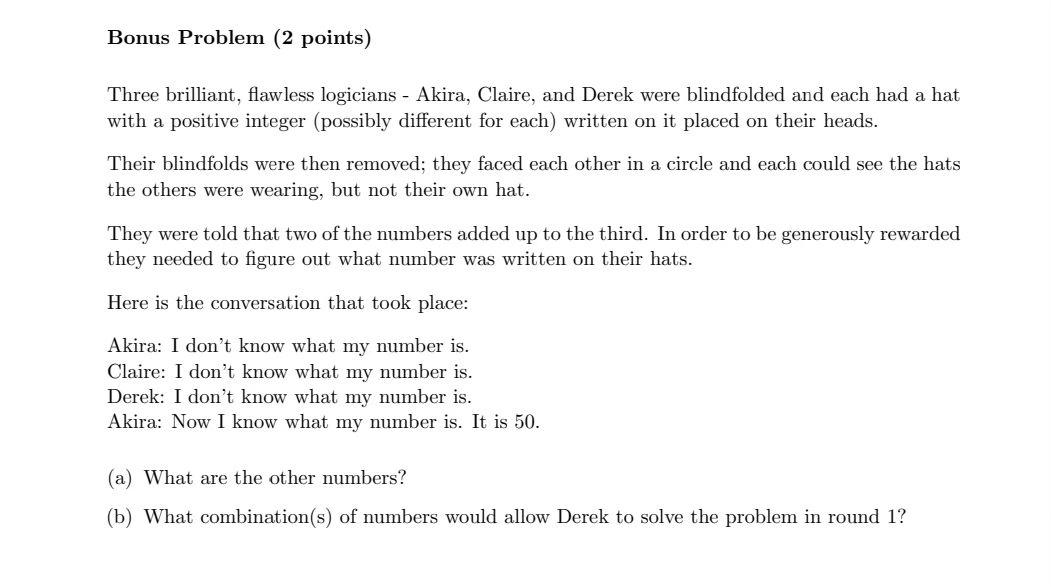 Bonus Problem (2 points)
Three brilliant, flawless logicians - Akira, Claire, and Derek were blindfolded and each had a hat
with a positive integer (possibly different for each) written on it placed on their heads.
Their blindfolds were then removed; they faced each other in a circle and each could see the hats
the others were wearing, but not their own hat.
They were told that two of the numbers added up to the third. In order to be generously rewarded
they needed to figure out what number was written on their hats.
Here is the conversation that took place:
Akira: I don't know what my number is.
Claire: I don't know what my number is.
Derek: I don't know what my number is.
Akira: Now I know what my number is. It is 50.
(a) What are the other numbers?
(b) What combination(s) of numbers would allow Derek to solve the problem in round 1?